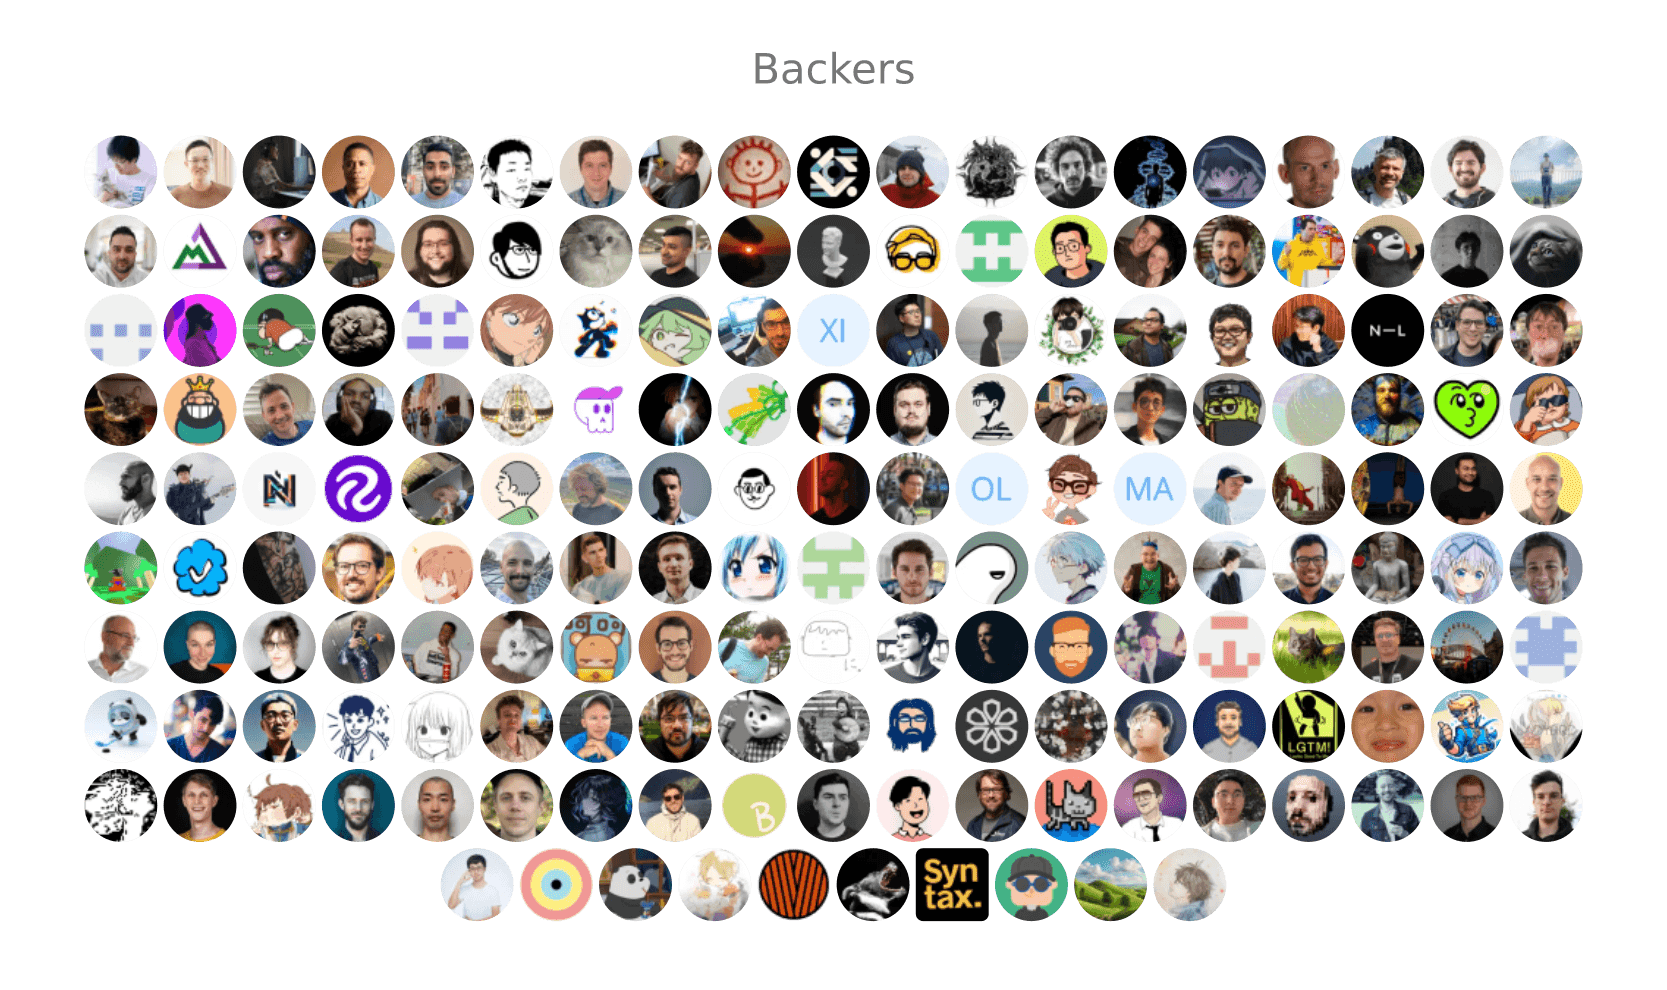 Backers
XI
N—L
OL
MA
B
LGTM!
Syn
tax.